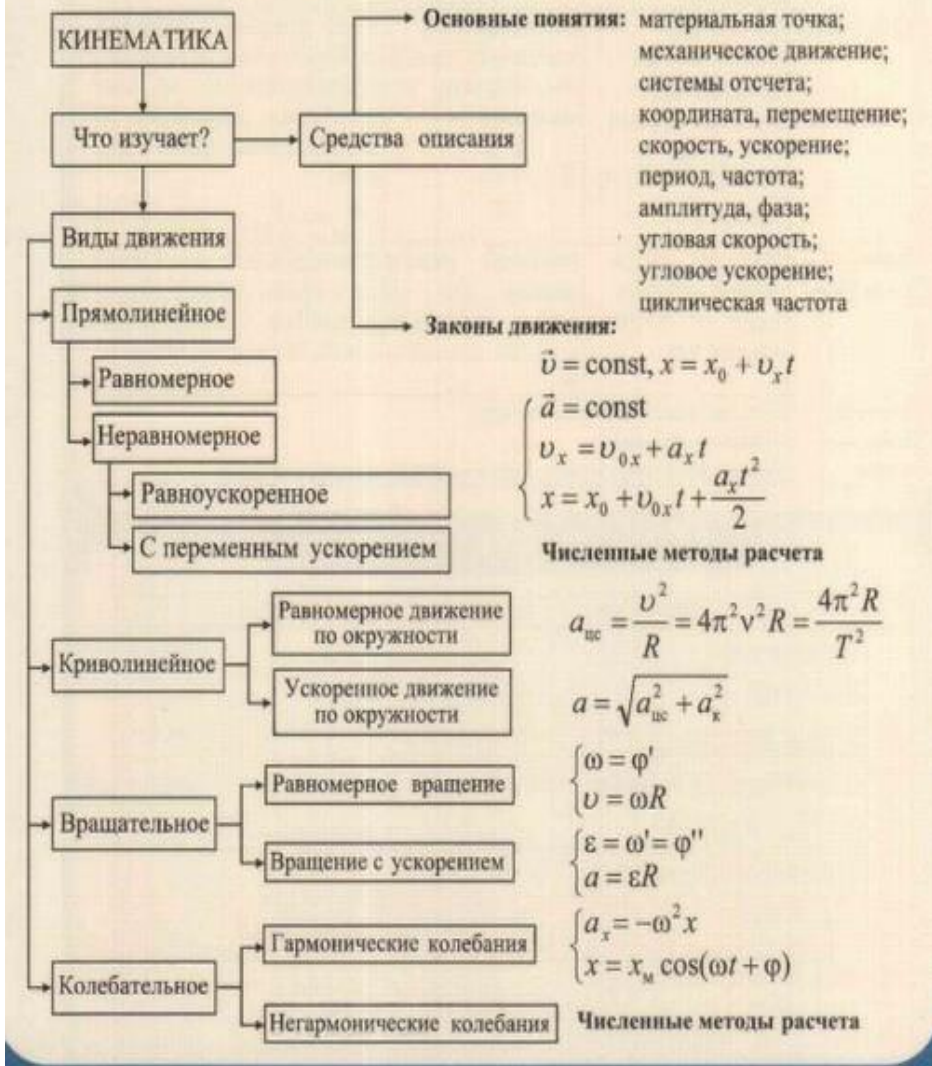 КИНЕМАТИКА
Что изучает?
Средства описания
Основные понятия: материальная точка;
механическое движение;
системы отсчета;
координата, перемещение;
скорость, ускорение;
период, частота;
амплитуда, фаза;
угловая скорость;
угловое ускорение;
циклическая частота
Виды движения
Прямолинейное
Законы движения:
Равномерное
υ⃗ = const, x = x₀ + υₓt
Неравномерное
a⃗ = const
υₓ = υ₀ₓ + aₓt
Равноускоренное
x = x₀ + υ₀ₓt + aₓt²/2
С переменным ускорением
Численные методы расчета
Криволинейное
Равномерное движение
по окружности
a_цс = υ²/R = 4π²ν²R = 4π²R/T²
Ускоренное движение
по окружности
a = √(a²_цс + a²_к)
Вращательное
Равномерное вращение
ω = φ'
υ = ωR
Вращение с ускорением
ε = ω' = φ''
a = εR
Колебательное
Гармонические колебания
aₓ = −ω²x
x = x_м cos(ωt + φ)
Негармонические колебания
Численные методы расчета